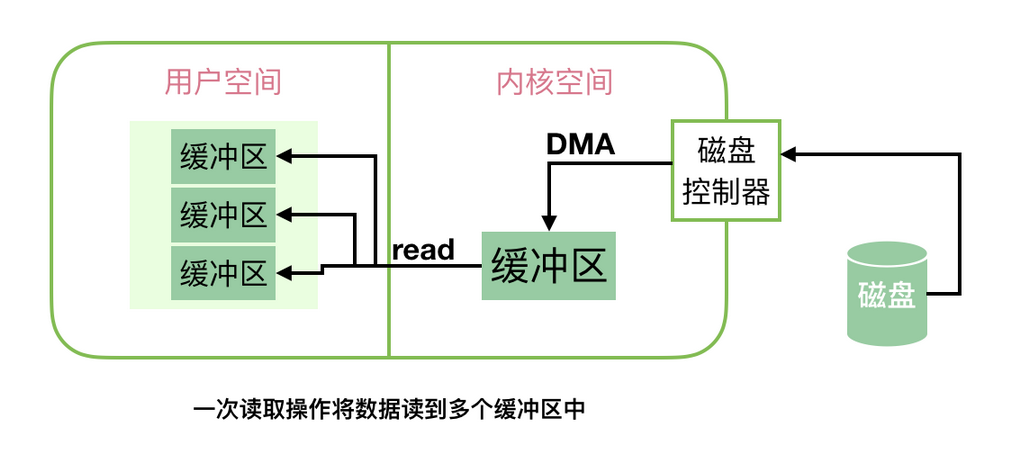 用户空间
内核空间
缓冲区
缓冲区
缓冲区
read
DMA
缓冲区
磁盘
控制器
磁盘
一次读取操作将数据读到多个缓冲区中